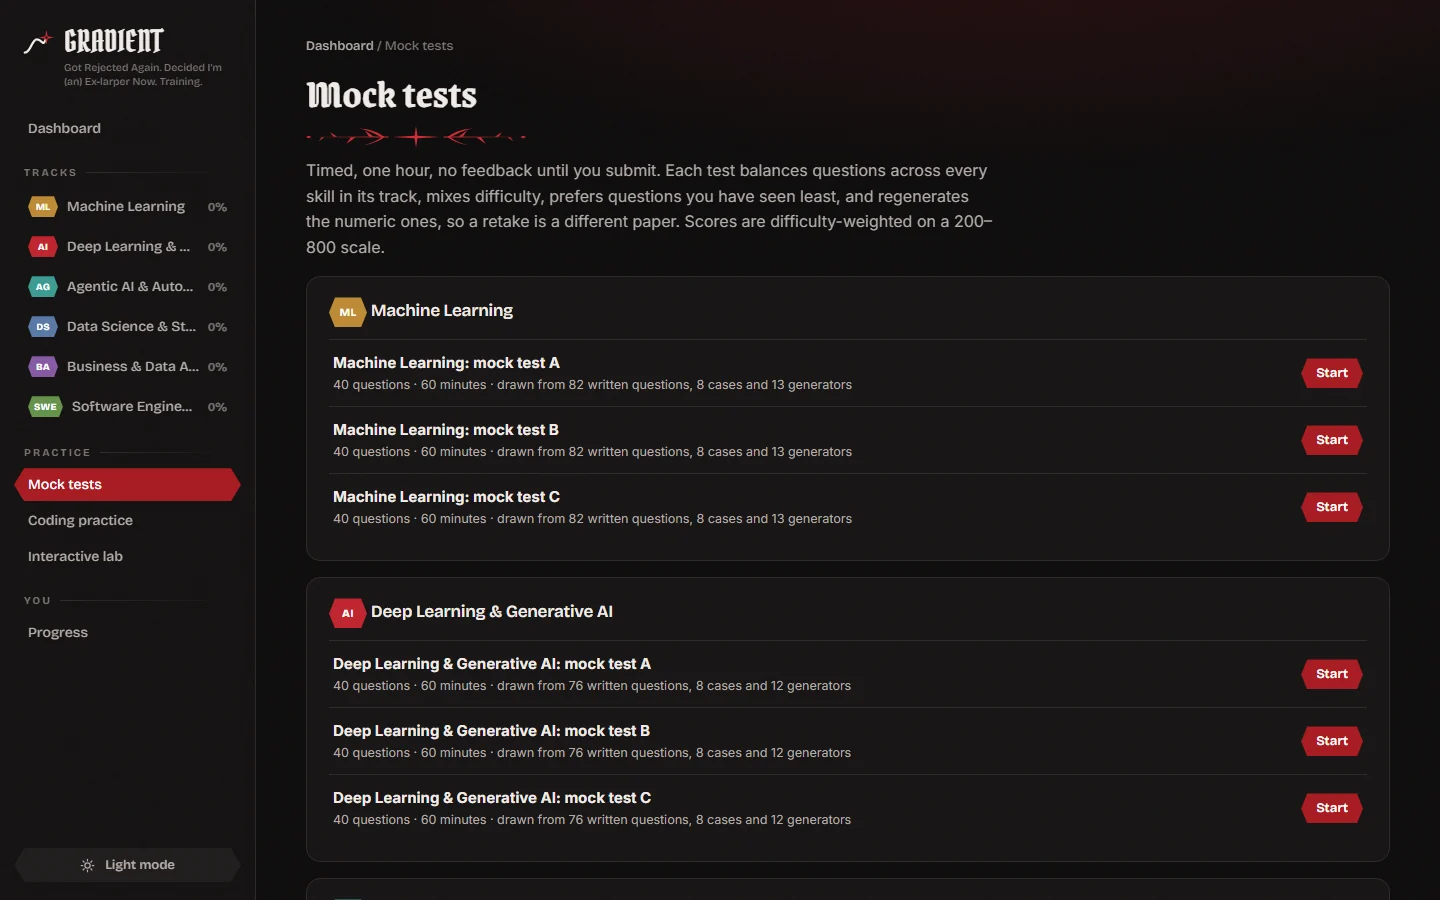 GRADIENT
Got Rejected Again. Decided I'm
(an) Ex-larper Now. Training.
Dashboard
TRACKS
ML Machine Learning 0%
AI Deep Learning & ... 0%
AG Agentic AI & Auto... 0%
DS Data Science & St... 0%
BA Business & Data A... 0%
SWE Software Engine... 0%
PRACTICE
Mock tests
Coding practice
Interactive lab
YOU
Progress
Light mode
Dashboard / Mock tests
Mock tests
Timed, one hour, no feedback until you submit. Each test balances questions across every
skill in its track, mixes difficulty, prefers questions you have seen least, and regenerates
the numeric ones, so a retake is a different paper. Scores are difficulty-weighted on a 200–
800 scale.
ML Machine Learning
Machine Learning: mock test A
40 questions · 60 minutes · drawn from 82 written questions, 8 cases and 13 generators
Start
Machine Learning: mock test B
40 questions · 60 minutes · drawn from 82 written questions, 8 cases and 13 generators
Start
Machine Learning: mock test C
40 questions · 60 minutes · drawn from 82 written questions, 8 cases and 13 generators
Start
AI Deep Learning & Generative AI
Deep Learning & Generative AI: mock test A
40 questions · 60 minutes · drawn from 76 written questions, 8 cases and 12 generators
Start
Deep Learning & Generative AI: mock test B
40 questions · 60 minutes · drawn from 76 written questions, 8 cases and 12 generators
Start
Deep Learning & Generative AI: mock test C
40 questions · 60 minutes · drawn from 76 written questions, 8 cases and 12 generators
Start